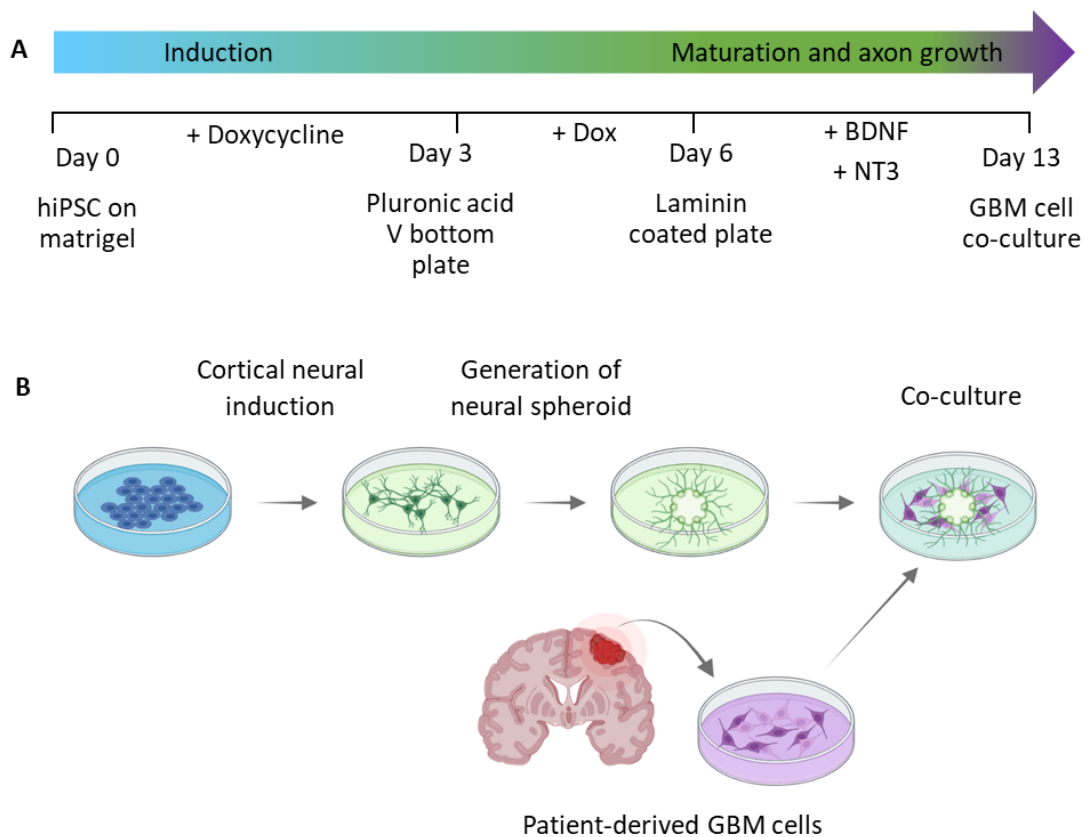 A
Induction
Maturation and axon growth
+ Doxycycline
+ Dox
+ BDNF
+ NT3
Day 0
Day 3
Day 6
Day 13
hiPSC on
matrigel
Pluronic acid
V bottom
plate
Laminin
coated plate
GBM cell
co-culture
B
Cortical neural
induction
Generation of
neural spheroid
Co-culture
Patient-derived GBM cells